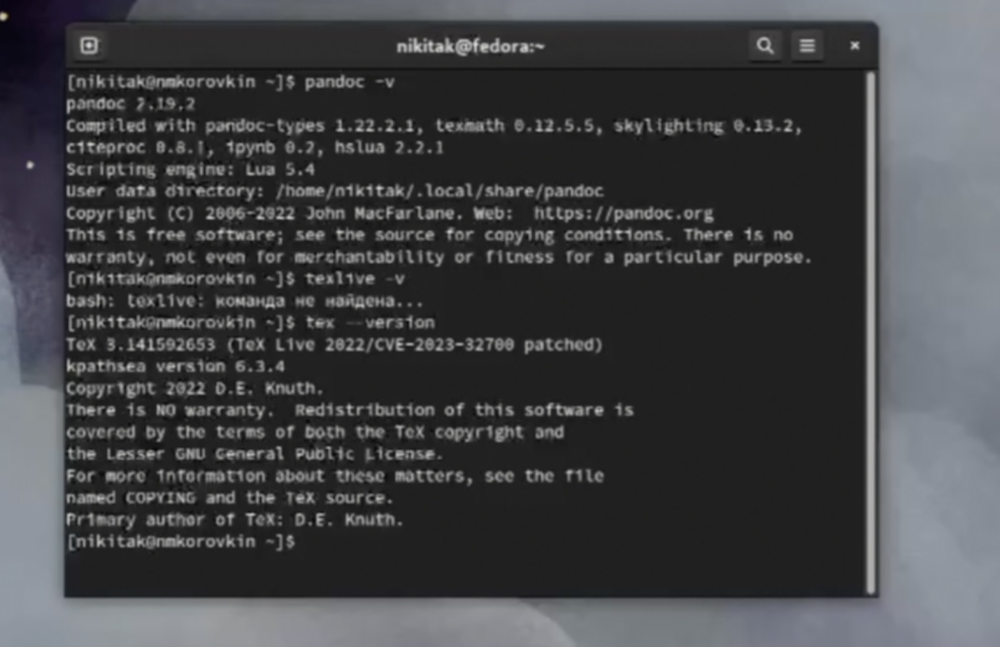 nikitak@fedora:~
[nikitak@nmkorovkin ~]$ pandoc -v
pandoc 2.19.2
Compiled with pandoc-types 1.22.2.1, texmath 0.12.5.5, skylighting 0.13.2,
citeproc 0.8.1, ipynb 0.2, hslua 2.2.1
Scripting engine: Lua 5.4
User data directory: /home/nikitak/.local/share/pandoc
Copyright (C) 2006-2022 John MacFarlane. Web:  https://pandoc.org
This is free software; see the source for copying conditions. There is no
warranty, not even for merchantability or fitness for a particular purpose.
[nikitak@nmkorovkin ~]$ texlive -v
bash: texlive: команда не найдена...
[nikitak@nmkorovkin ~]$ tex --version
TeX 3.141592653 (TeX Live 2022/CVE-2023-32700 patched)
kpathsea version 6.3.4
Copyright 2022 D.E. Knuth.
There is NO warranty.  Redistribution of this software is
covered by the terms of both the TeX copyright and
the Lesser GNU General Public License.
For more information about these matters, see the file
named COPYING and the TeX source.
Primary author of TeX: D.E. Knuth.
[nikitak@nmkorovkin ~]$